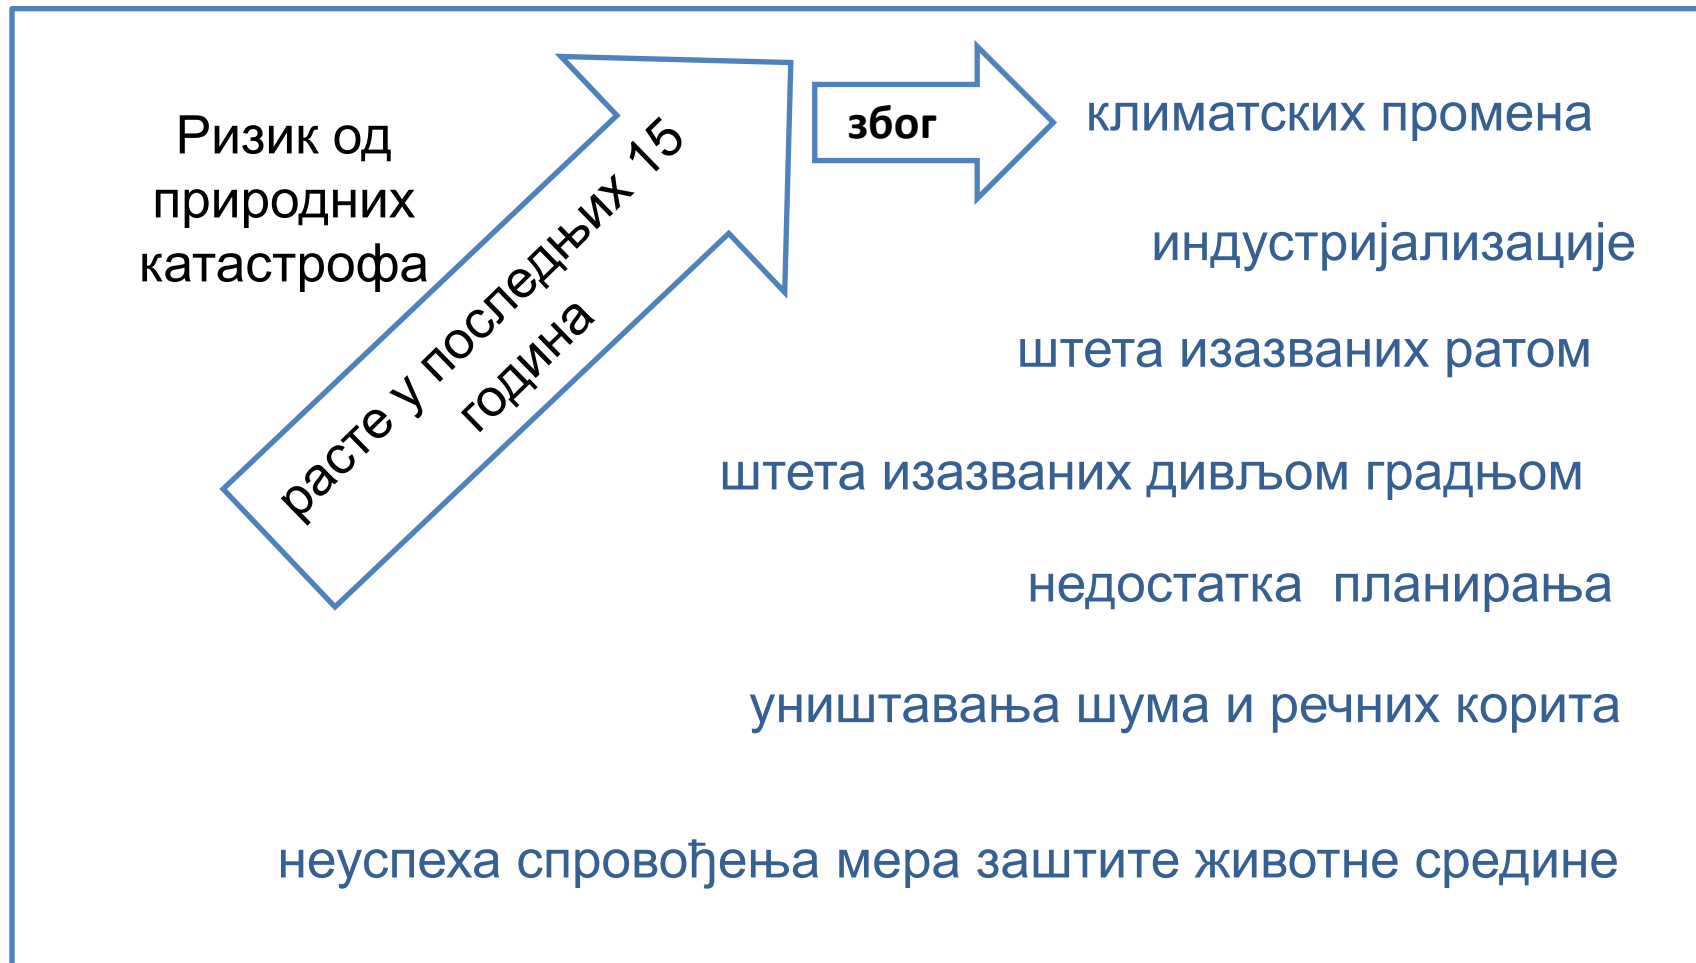 Ризик од
природних
катастрофа
расте у последњих 15
година
због
климатских промена
индустријализације
штета изазваних ратом
штета изазваних дивљом градњом
недостатка  планирања
уништавања шума и речних корита
неуспеха спровођења мера заштите животне средине